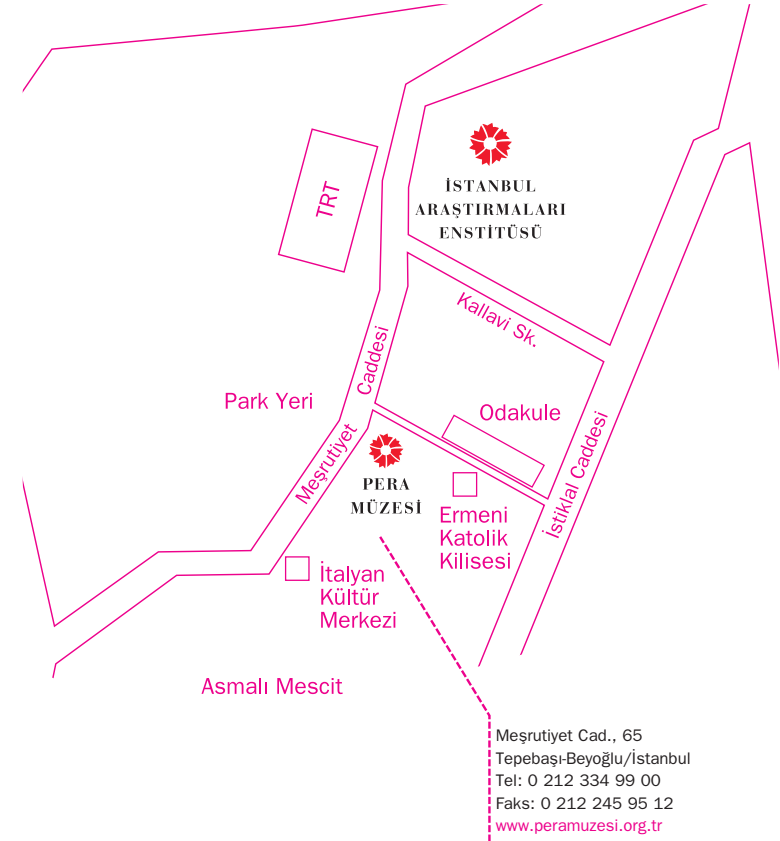 TRT
İSTANBUL
ARAŞTIRMALARI
ENSTİTÜSÜ
Kallavi Sk.
Meşrutiyet Caddesi
Park Yeri
Odakule
İstiklal Caddesi
PERA
MÜZESİ
Ermeni
Katolik
Kilisesi
İtalyan
Kültür
Merkezi
Asmalı Mescit
Meşrutiyet Cad., 65
Tepebaşı-Beyoğlu/İstanbul
Tel: 0 212 334 99 00
Faks: 0 212 245 95 12
www.peramuzesi.org.tr